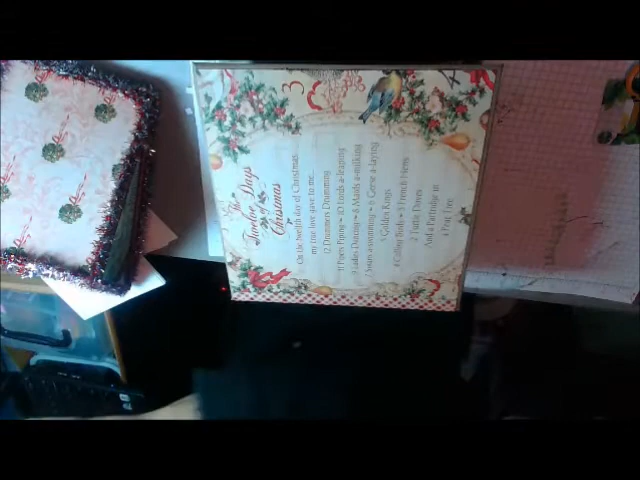 The
Twelve Days
of
Christmas
On the twelfth day of Christmas,
my true love gave to me...
12 Drummers Drumming
11 Pipers Piping • 10 Lords a-leaping
9 Ladies Dancing • 8 Maids a-milking
7 Swans a-swimming • 6 Geese a-laying
5 Golden Rings
4 Calling Birds • 3 French Hens
2 Turtle Doves
And a Partridge in
a Pear Tree